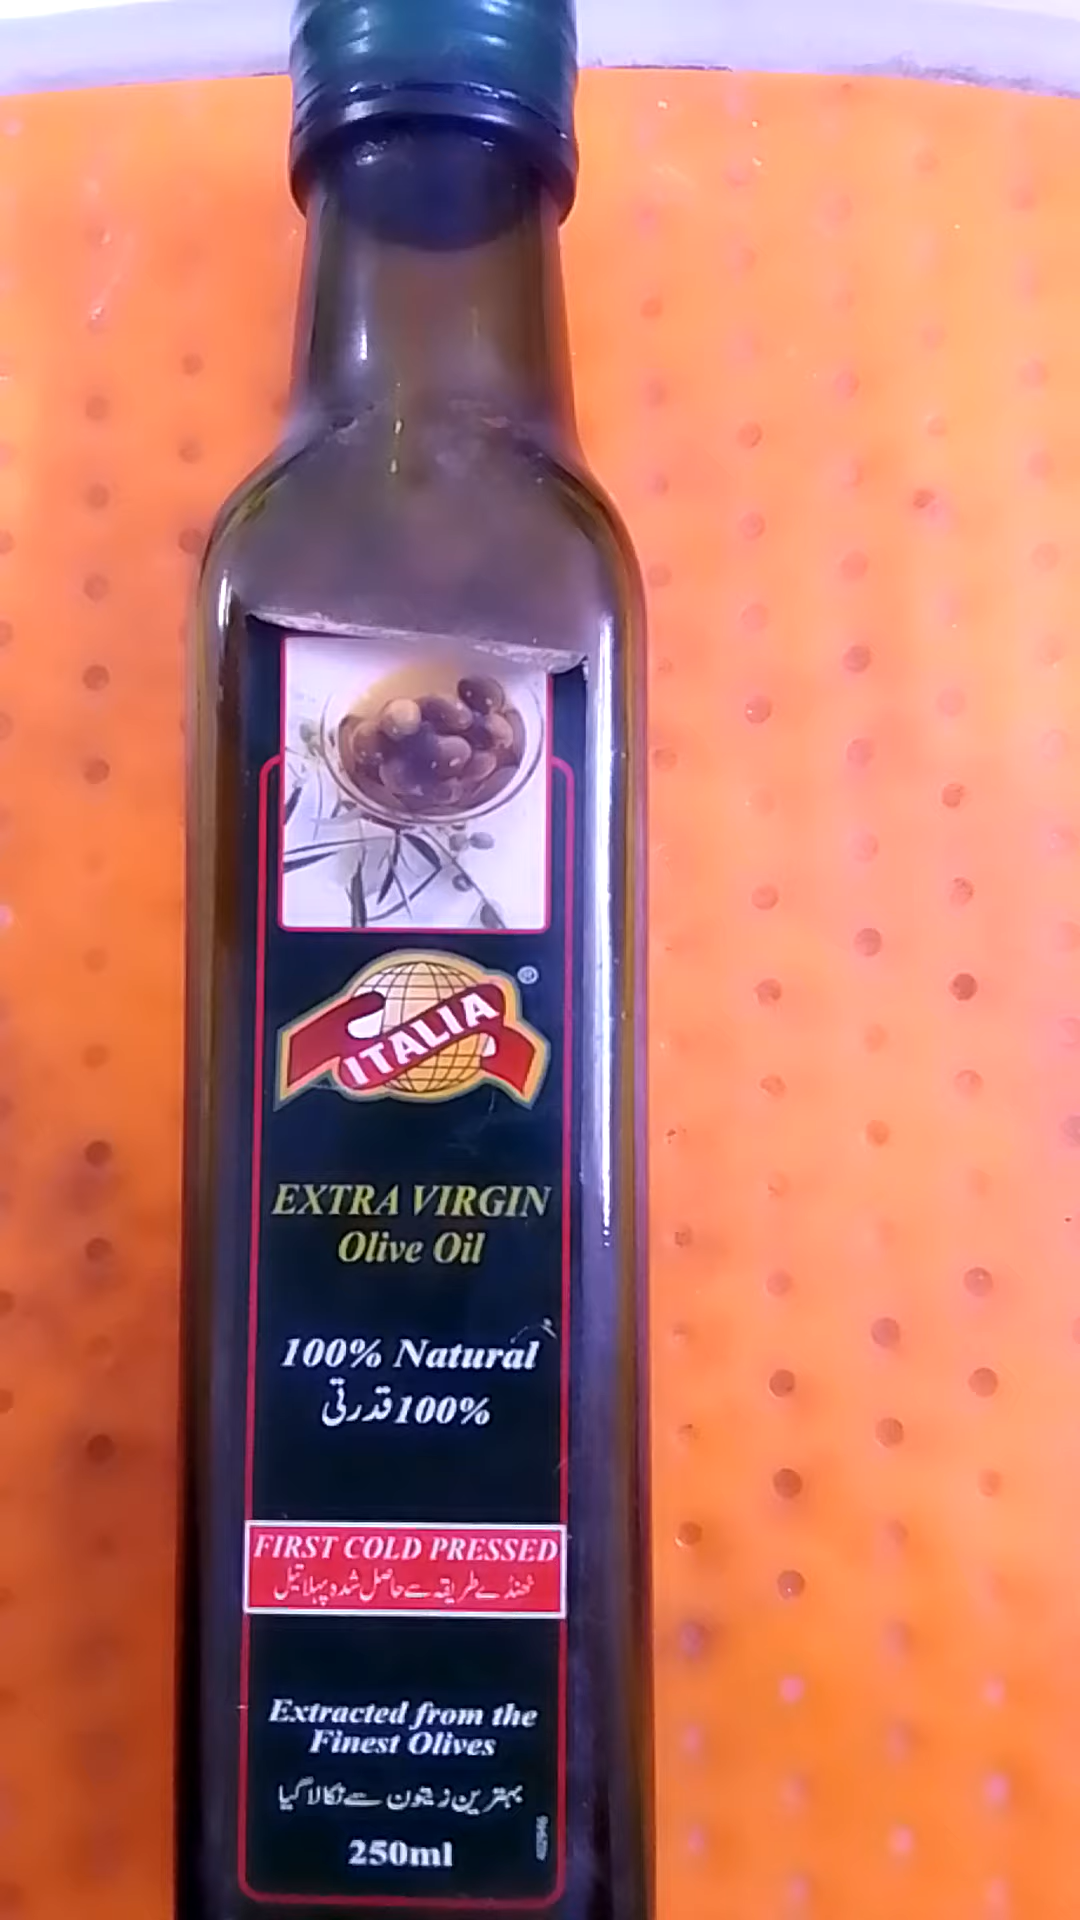 ITALIA
®
EXTRA VIRGIN
Olive Oil
100% Natural
100% قدرتی
FIRST COLD PRESSED
ٹھنڈے طریقہ سے حاصل شدہ پہلا تیل
Extracted from the
Finest Olives
بہترین زیتون سے نکالا گیا
250ml